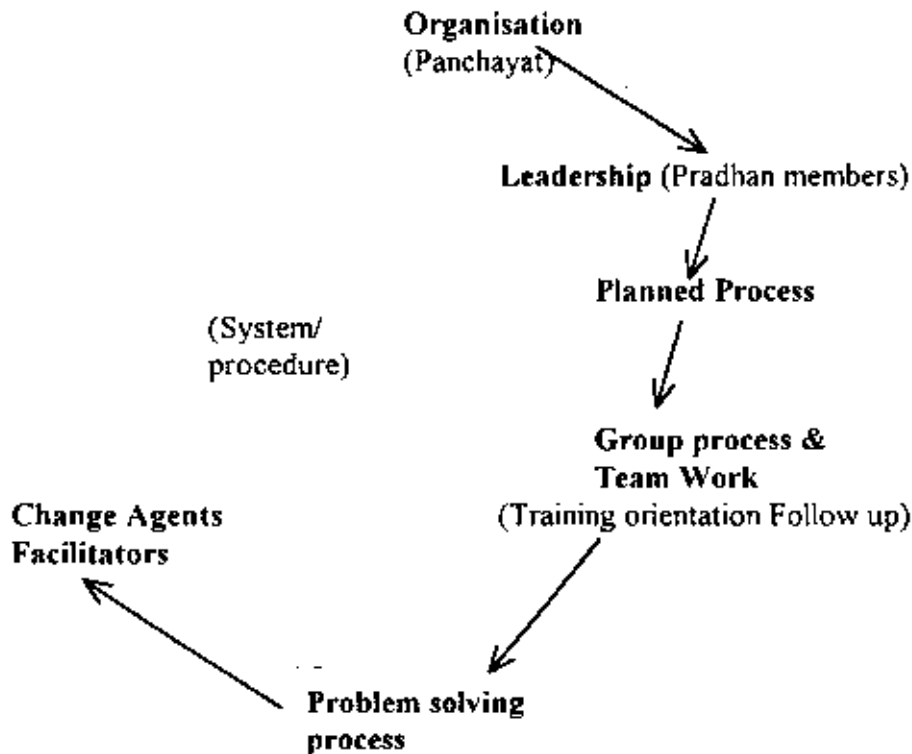 Organisation
(Panchayat)
Leadership (Pradhan members)
Planned Process
(System/
procedure)
Group process &
Team Work
(Training orientation Follow up)
Change Agents
Facilitators
Problem solving
process